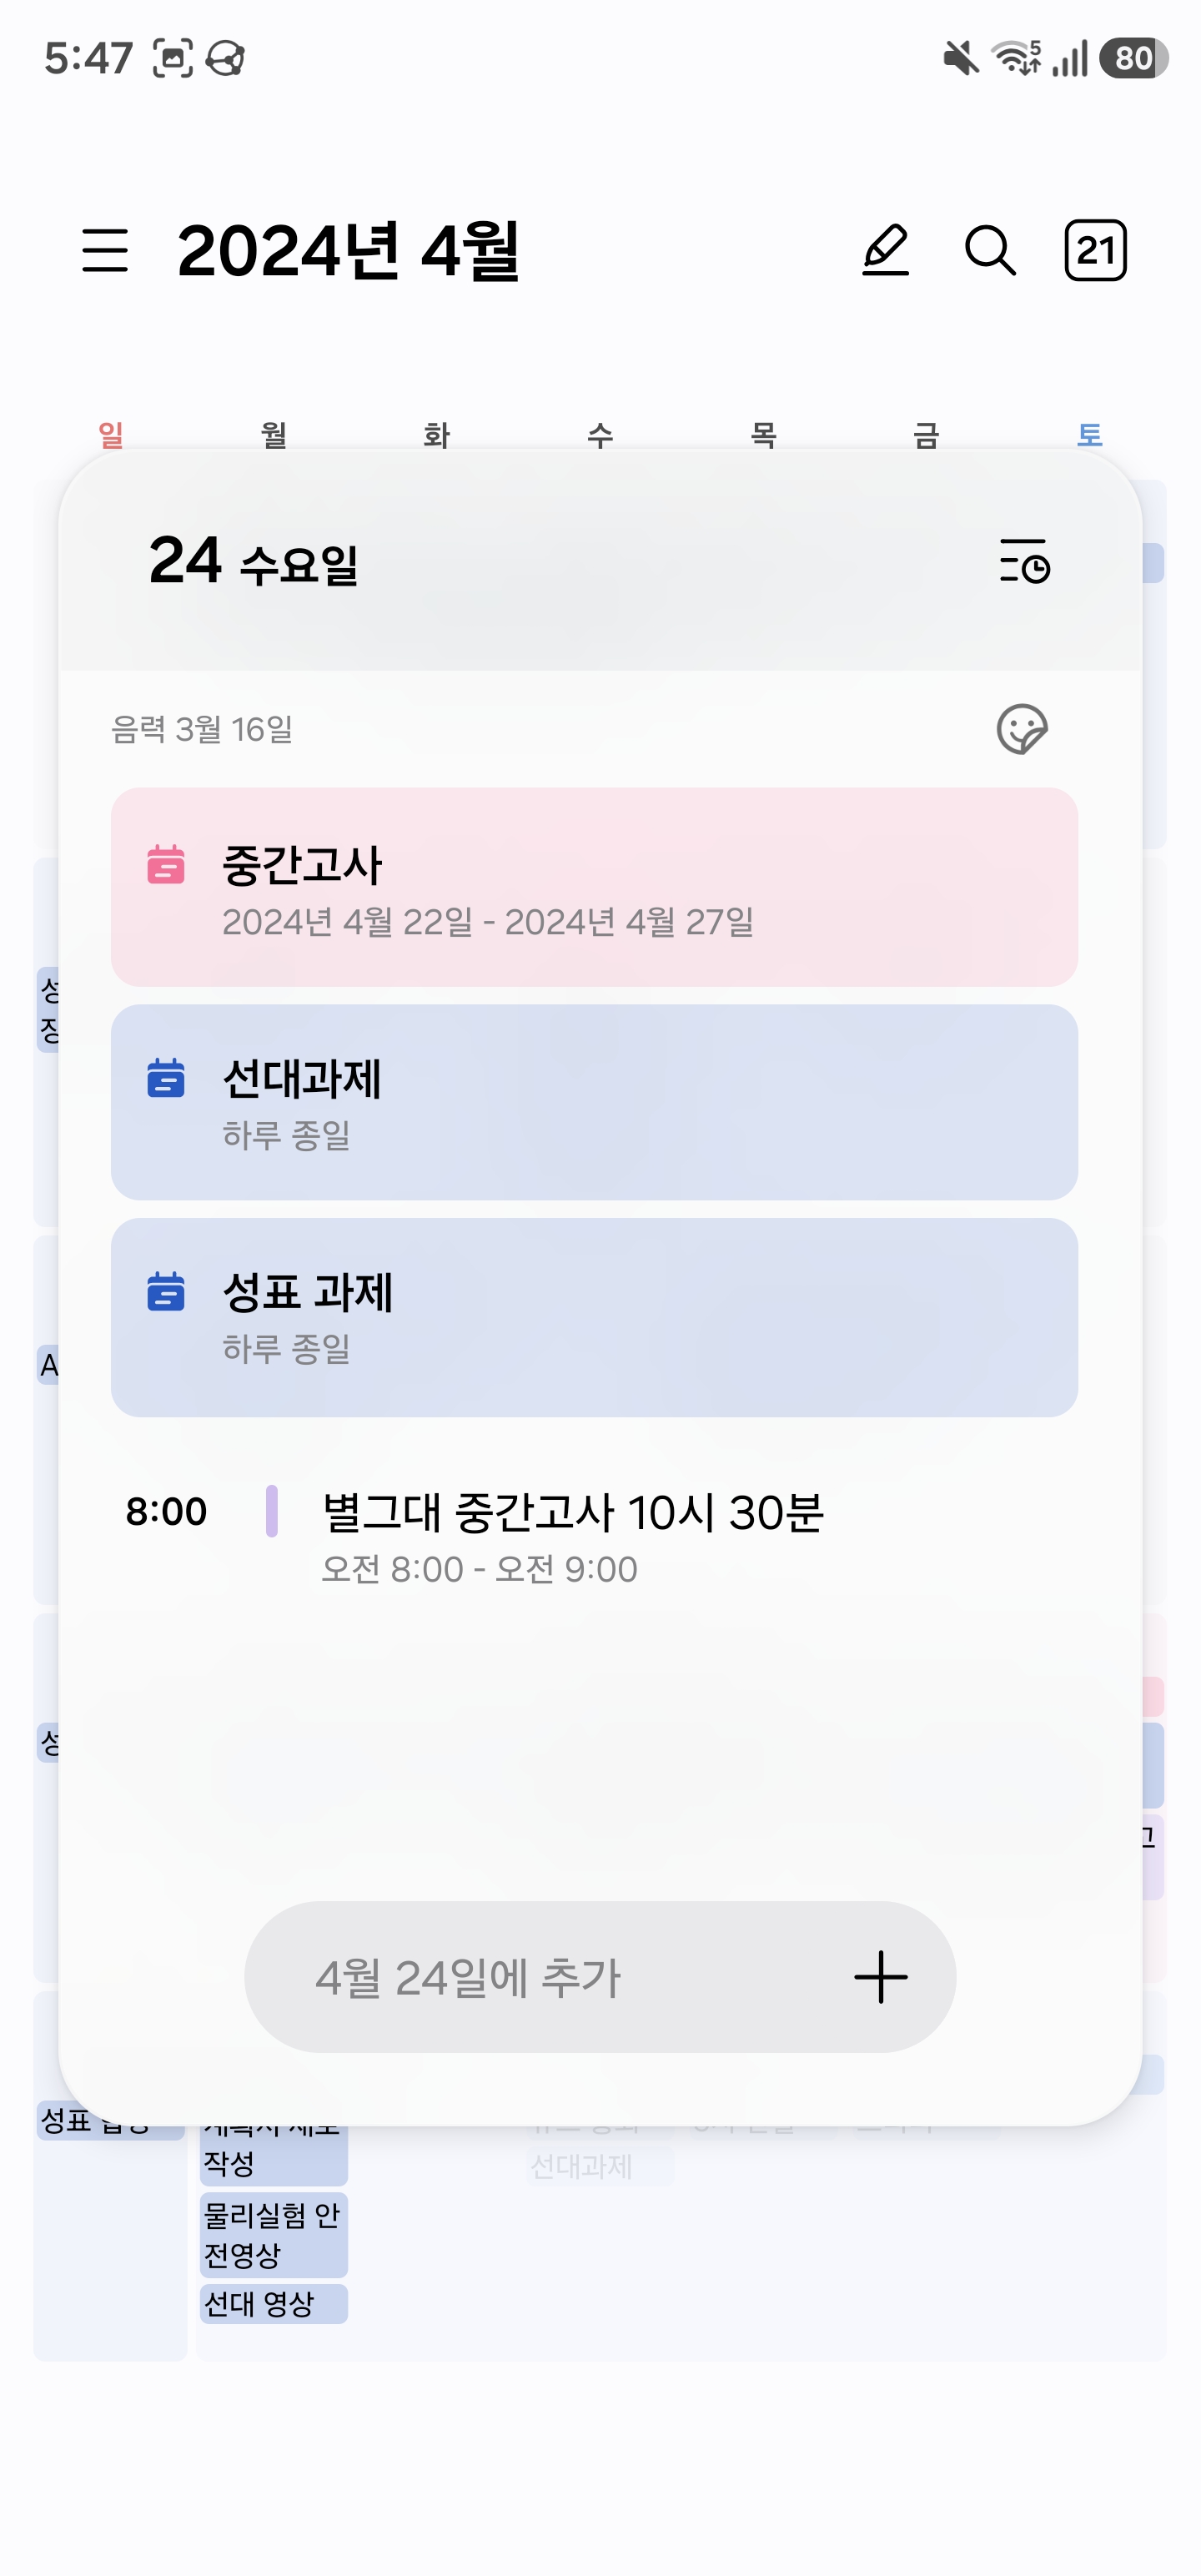 5:47
5
80
2024년 4월
21
일 월 화 수 목 금 토
24 수요일
음력 3월 16일
중간고사
2024년 4월 22일 - 2024년 4월 27일
선대과제
하루 종일
성표 과제
하루 종일
8:00
별그대 중간고사 10시 30분
오전 8:00 - 오전 9:00
A
4월 24일에 추가
성표
작성
선대과제
물리실험 안
전영상
선대 영상